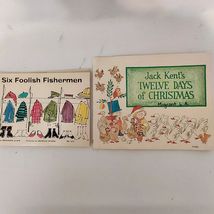 Six Foolish Fishermen
Jack Kent's
TWELVE DAYS
of CHRISTMAS